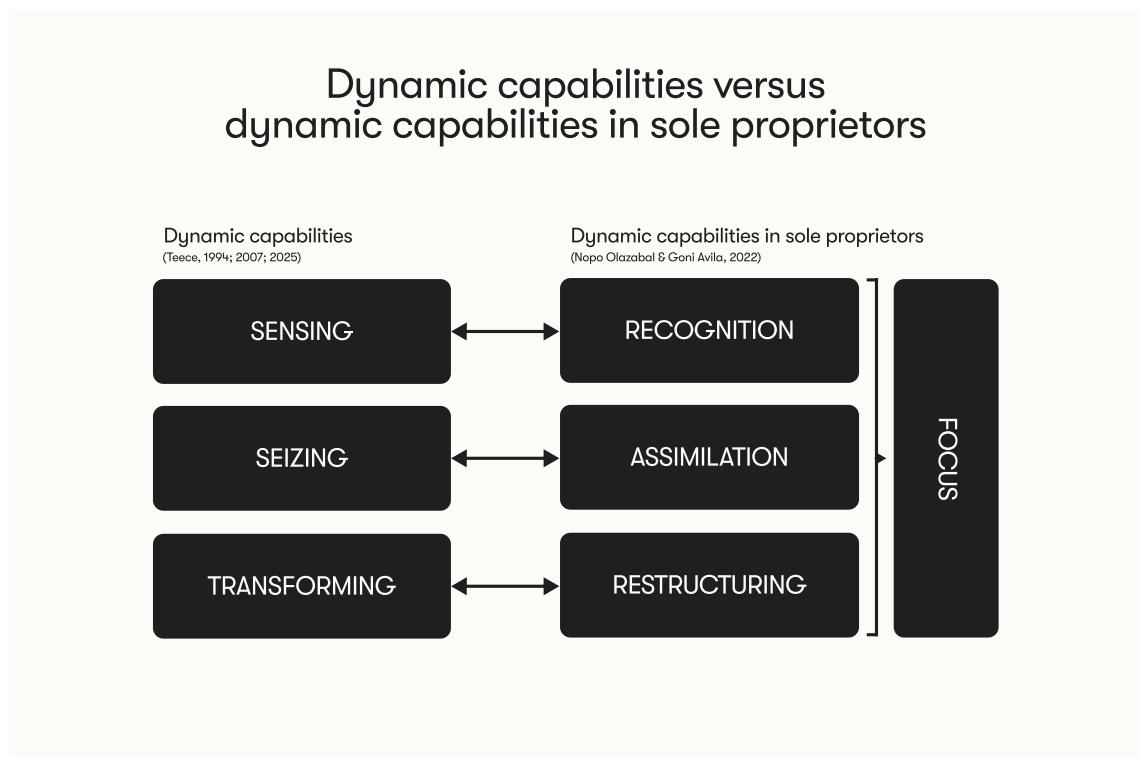 Dynamic capabilities versus
dynamic capabilities in sole proprietors
Dynamic capabilities
(Teece, 1994; 2007; 2025)
Dynamic capabilities in sole proprietors
(Nopo Olazabal & Goni Avila, 2022)
SENSING
RECOGNITION
SEIZING
ASSIMILATION
TRANSFORMING
RESTRUCTURING
FOCUS